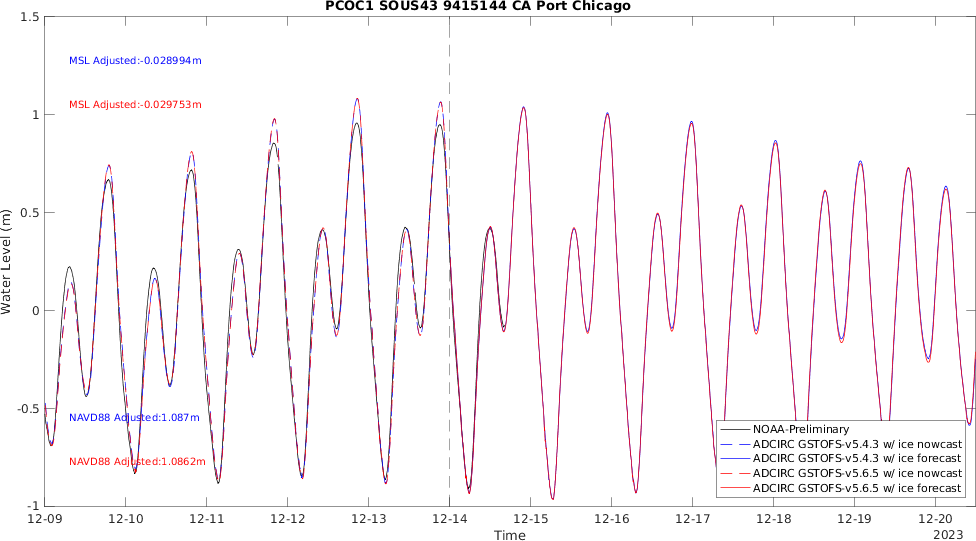 PCOC1 SOUS43 9415144 CA Port Chicago
1.5
1
0.5
0
-0.5
-1
Water Level (m)
MSL Adjusted:-0.028994m
MSL Adjusted:-0.029753m
NAVD88 Adjusted:1.087m
NAVD88 Adjusted:1.0862m
NOAA-Preliminary
ADCIRC GSTOFS-v5.4.3 w/ ice nowcast
ADCIRC GSTOFS-v5.4.3 w/ ice forecast
ADCIRC GSTOFS-v5.6.5 w/ ice nowcast
ADCIRC GSTOFS-v5.6.5 w/ ice forecast
12-09 12-10 12-11 12-12 12-13 12-14 12-15 12-16 12-17 12-18 12-19 12-20
Time
2023